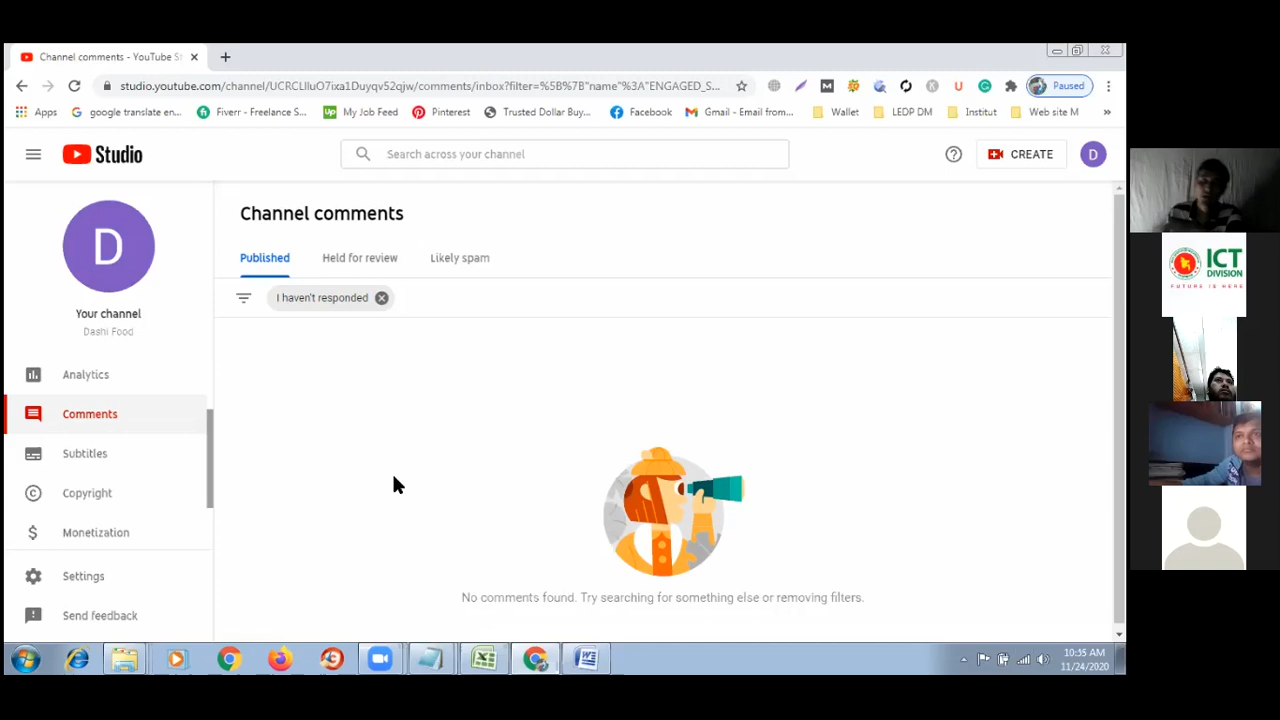 Channel comments - YouTube St
studio.youtube.com/channel/UCRCLlluO7ixa1Duyqv52qjw/comments/inbox?filter=%5B%7B"name"%3A"ENGAGED_S...
Paused
Apps
google translate en...
Fiverr - Freelance S...
My Job Feed
Pinterest
Trusted Dollar Buy...
Facebook
Gmail - Email from...
Wallet
LEDP DM
Institut
Web site M
Studio
Search across your channel
CREATE
D
D
Your channel
Dashi Food
Analytics
Comments
Subtitles
Copyright
Monetization
Settings
Send feedback
Channel comments
Published
Held for review
Likely spam
I haven't responded
No comments found. Try searching for something else or removing filters.
10:35 AM
11/24/2020
ICT
DIVISION
FUTURE IS HERE